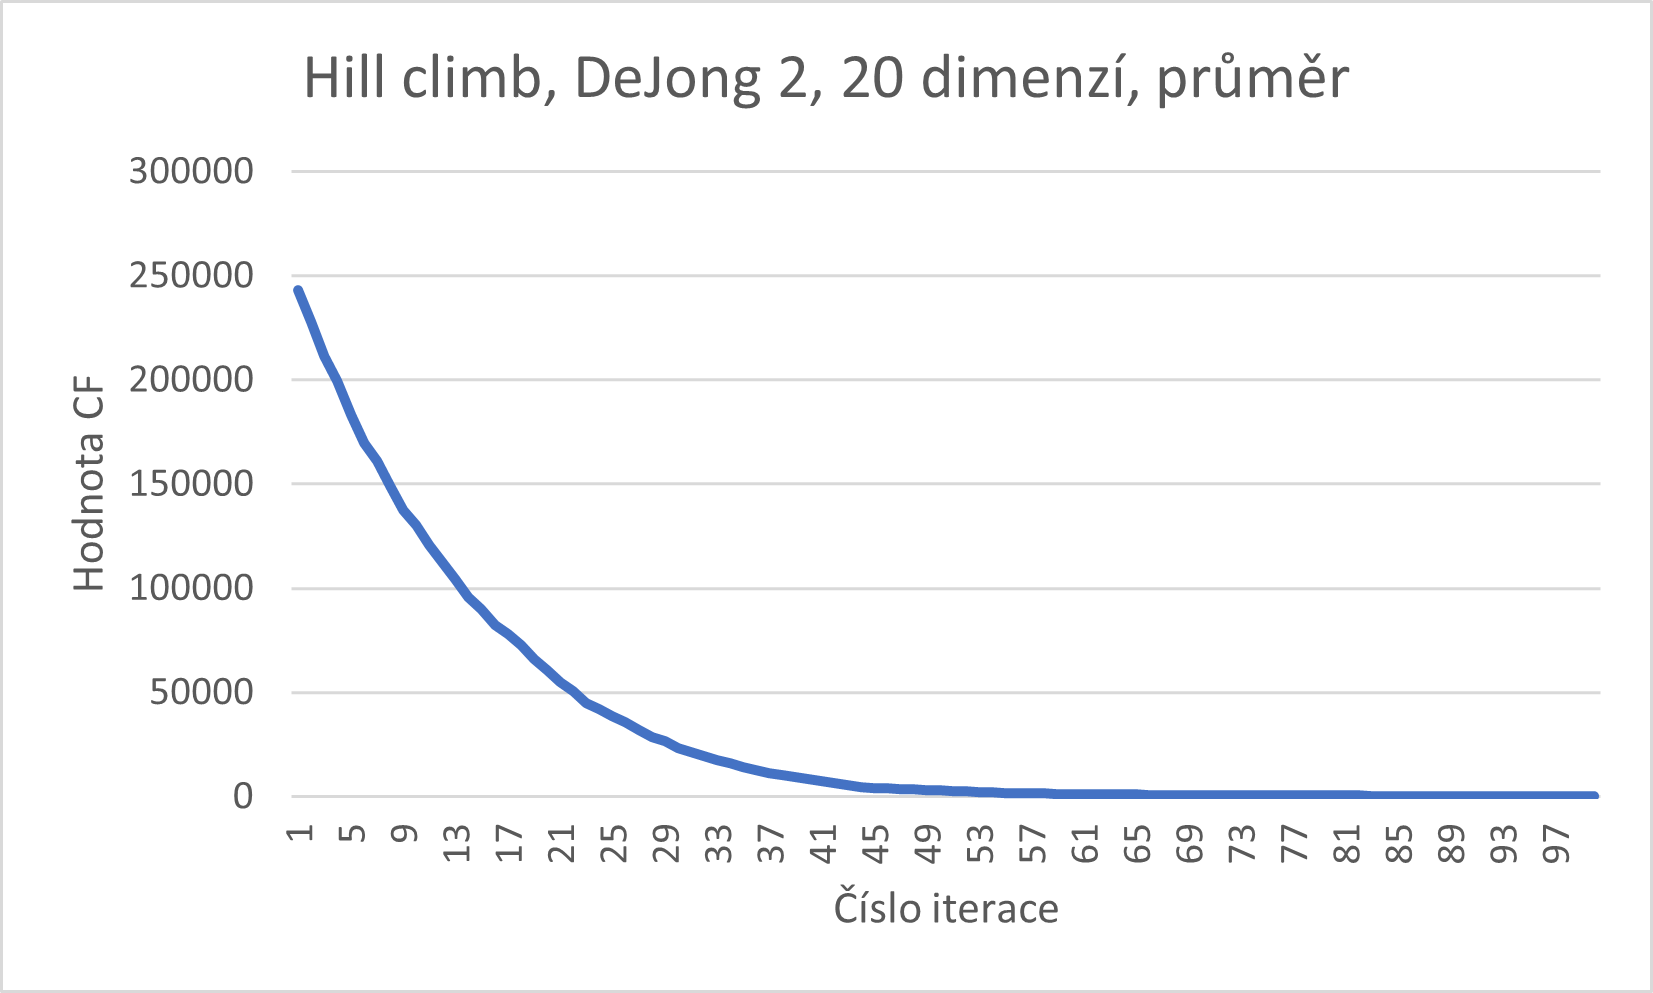 Hill climb, DeJong 2, 20 dimenzí, průměr
300000
250000
200000
150000
100000
50000
0
Hodnota CF
1 5 9 13 17 21 25 29 33 37 41 45 49 53 57 61 65 69 73 77 81 85 89 93 97
Číslo iterace